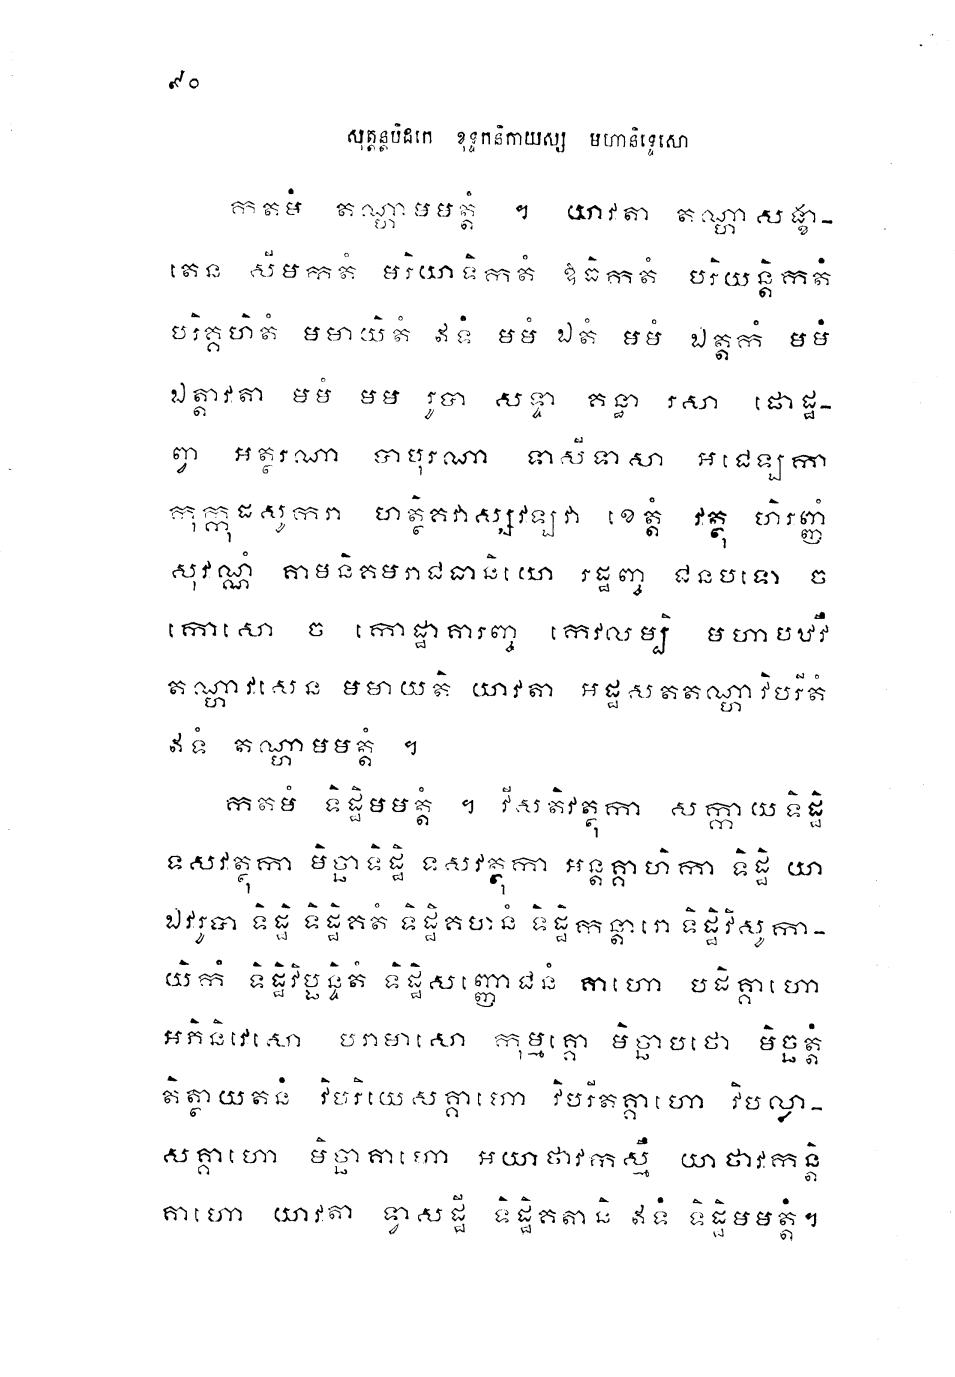 ៩០
សុត្តន្តបិដកេ ខុទ្ទកនិកាយស្ស មហានិទ្ទេសោ
កតមំ តណ្ហាមមត្តំ ។ យាវតា តណ្ហាសង្ខា-
តេន សីមកតំ មរិយាទិកតំ ឱធិកតំ បរិយន្តិកតំ
បរិគ្គហិតំ មមាយិតំ ឥទំ មមំ ឯតំ មមំ ឯត្តកំ មមំ
ឯត្តាវតា មមំ មម រូបា សទ្ទា គន្ធា រសា ផោដ្ឋ-
ព្វា អត្ថរណា បាបុរណា ទាសីទាសា អជេឡកា
កុក្កុដសូករា ហត្ថិគវាស្សវឡវា ខេត្តំ វត្ថុ ហិរញ្ញំ
សុវណ្ណំ គាមនិគមរាជធានិយោ រដ្ឋញ្ច ជនបទោ ច
កោសោ ច កោដ្ឋាគារញ្ច កេវលម្បិ មហាបឋវឹ
តណ្ហាវសេន មមាយតិ យាវតា អដ្ឋសតតណ្ហាវិបរីតំ
ឥទំ តណ្ហាមមត្តំ ។
កតមំ ទិដ្ឋិមមត្តំ ។ វីសតិវត្ថុកា សក្កាយទិដ្ឋិ
ទសវត្ថុកា មិច្ឆាទិដ្ឋិ ទសវត្ថុកា អន្តគ្គាហិកា ទិដ្ឋិ យា
ឯវរូបា ទិដ្ឋិ ទិដ្ឋិគតំ ទិដ្ឋិគហនំ ទិដ្ឋិកន្តារោ ទិដ្ឋិវិសូកា-
យិកំ ទិដ្ឋិវិប្ផន្ទិតំ ទិដ្ឋិសញ្ញោជនំ គាហោ បដិគ្គាហោ
អភិនិវេសោ បរាមាសោ កុម្មគ្គោ មិច្ឆាបថោ មិច្ឆត្តំ
តិត្ថាយតនំ វិបរិយេសគ្គាហោ វិបរីតគ្គាហោ វិបល្លា-
សគ្គាហោ មិច្ឆាគាហោ អយាថាវកស្មឹ យាថាវកន្តិ
គាហោ យាវតា ទ្វាសដ្ឋី ទិដ្ឋិគតានិ ឥទំ ទិដ្ឋិមមត្តំ។